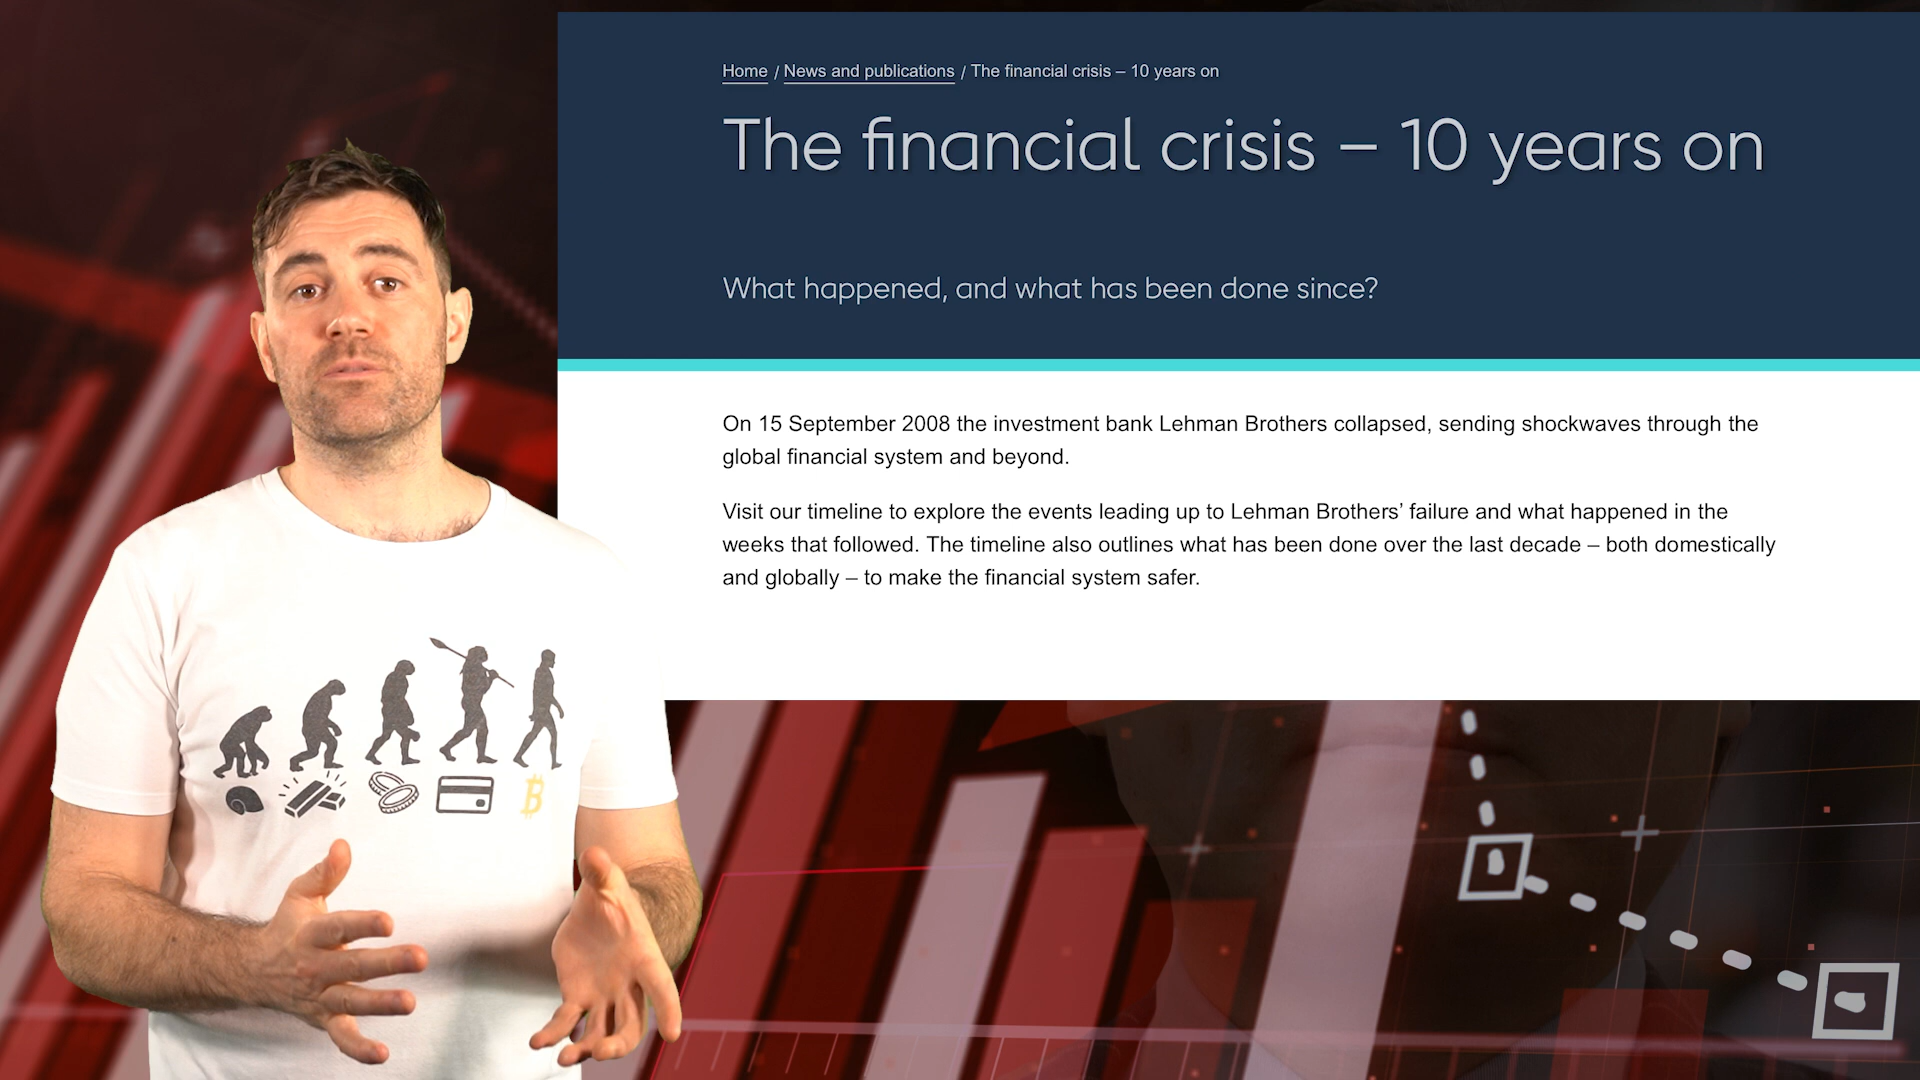 Home / News and publications / The financial crisis – 10 years on
The financial crisis – 10 years on
What happened, and what has been done since?
On 15 September 2008 the investment bank Lehman Brothers collapsed, sending shockwaves through the
global financial system and beyond.
Visit our timeline to explore the events leading up to Lehman Brothers’ failure and what happened in the
weeks that followed. The timeline also outlines what has been done over the last decade – both domestically
and globally – to make the financial system safer.